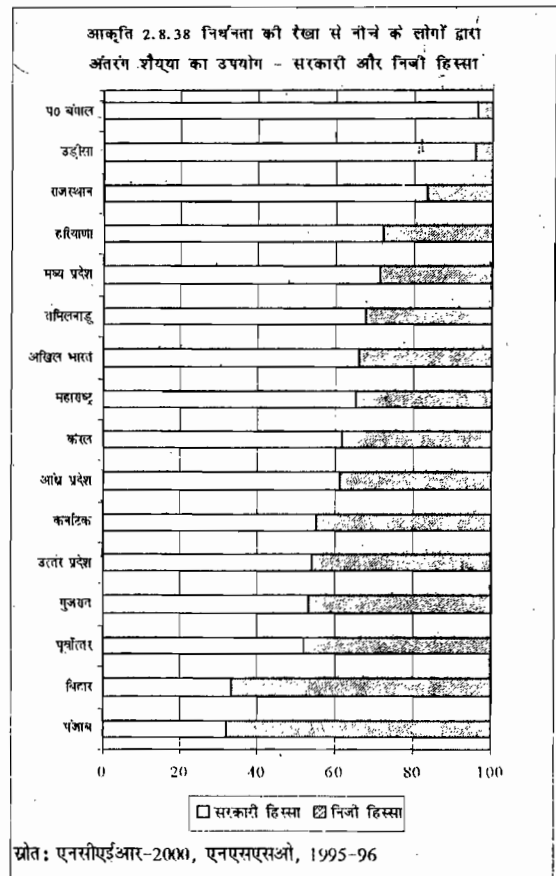 आकृति 2.8.38 निर्धनता की रेखा से नीचे के लोगों द्वारा
अंतरंग शैय्या का उपयोग - सरकारी और निजी हिस्सा
प0 बंगाल
उड़ीसा
राजस्थान
हरियाणा
मध्य प्रदेश
तमिलनाडू
अखिल भारत
महाराष्ट्र
केरल
आंध्र प्रदेश
कर्नाटक
उत्तर प्रदेश
गुजरात
पूर्वोत्तर
बिहार
पंजाब
0 20 40 60 80 100
सरकारी हिस्सा निजी हिस्सा
स्रोत: एनसीएईआर-2000, एनएसएसओ, 1995-96